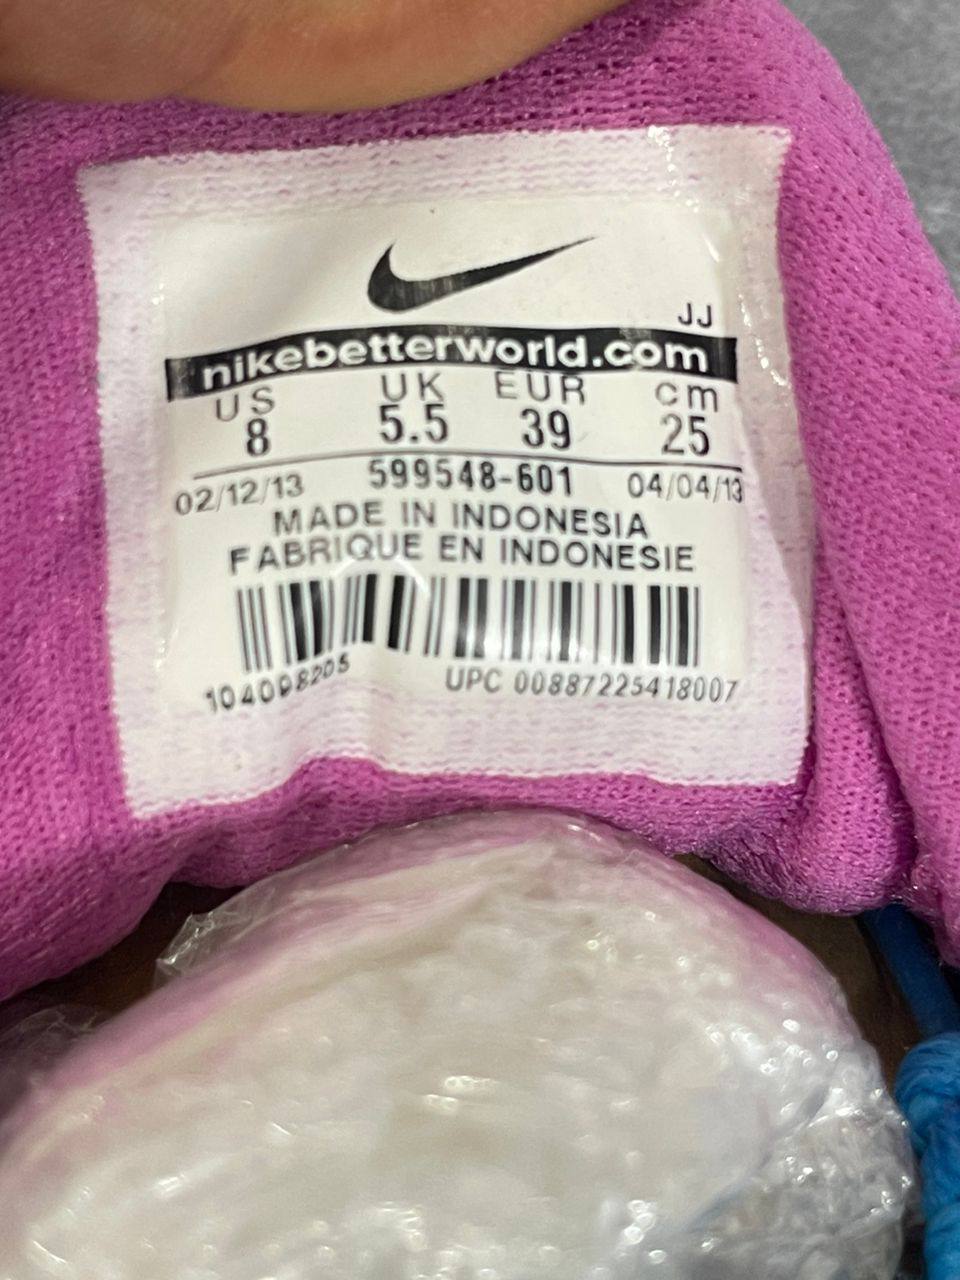 JJ
nikebetterworld.com
US UK EUR cm
8 5.5 39 25
02/12/13 599548-601 04/04/13
MADE IN INDONESIA
FABRIQUE EN INDONESIE
104098205 UPC 00887225418007